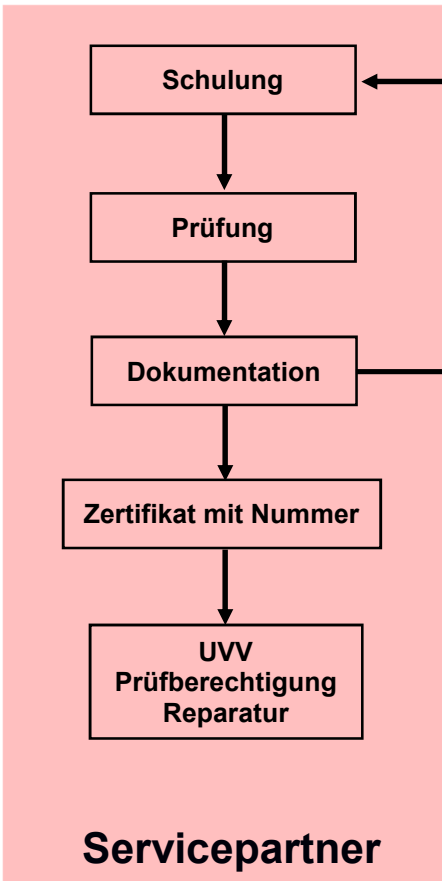 Schulung
Prüfung
Dokumentation
Zertifikat mit Nummer
UVV
Prüfberechtigung
Reparatur
Servicepartner